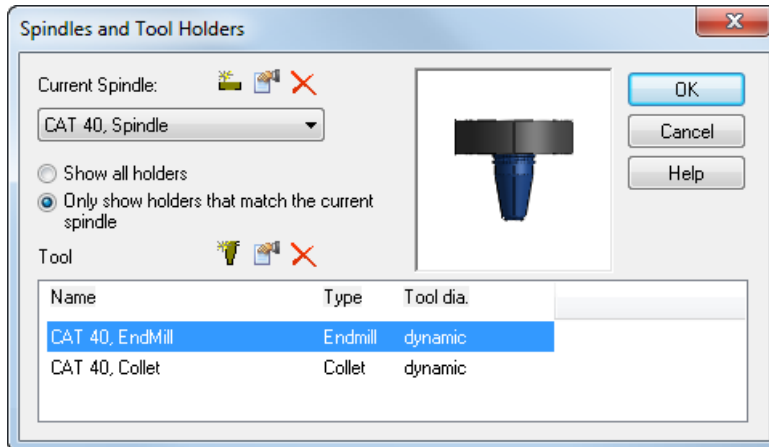 Spindles and Tool Holders
Current Spindle:
CAT 40, Spindle
Show all holders
Only show holders that match the current
spindle
OK
Cancel
Help
Tool
Name Type Tool dia.
CAT 40, EndMill Endmill dynamic
CAT 40, Collet Collet dynamic